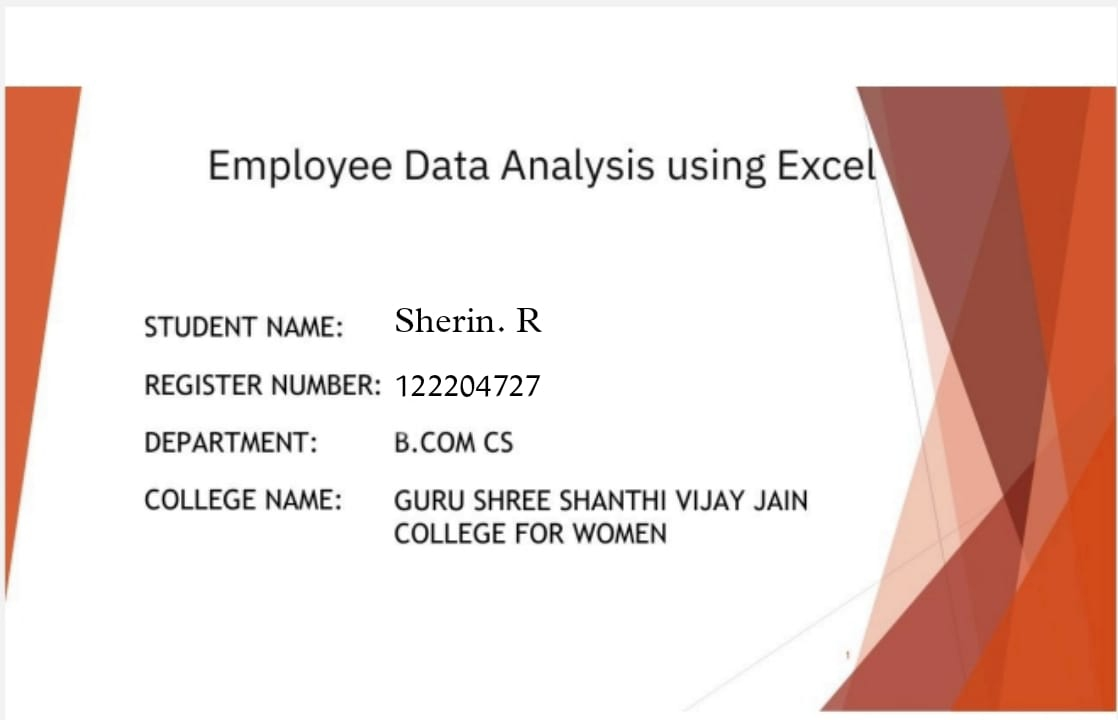 Employee Data Analysis using Excel
STUDENT NAME: Sherin. R
REGISTER NUMBER: 122204727
DEPARTMENT: B.COM CS
COLLEGE NAME: GURU SHREE SHANTHI VIJAY JAIN
COLLEGE FOR WOMEN
1